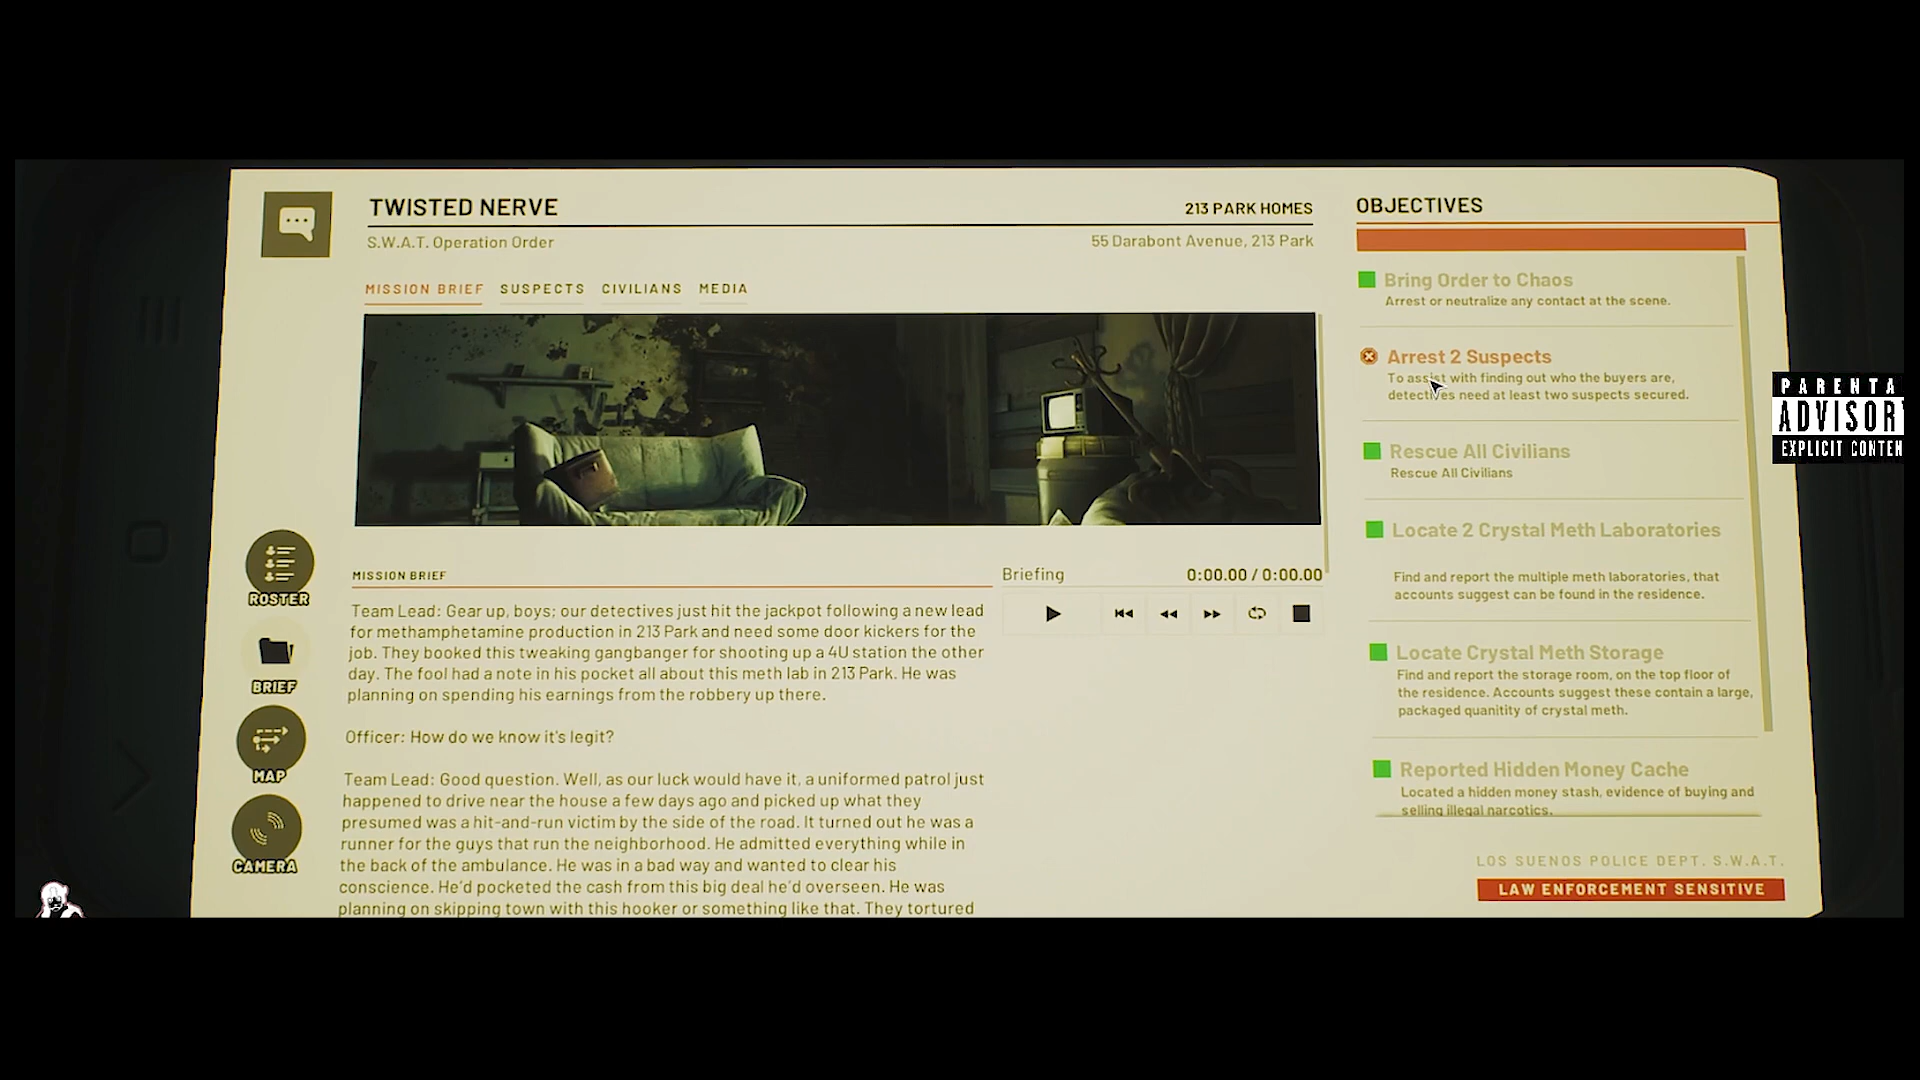 TWISTED NERVE
213 PARK HOMES
S.W.A.T. Operation Order
55 Darabont Avenue, 213 Park
MISSION BRIEF SUSPECTS CIVILIANS MEDIA
ROSTER
BRIEF
MAP
CAMERA
MISSION BRIEF
Team Lead: Gear up, boys; our detectives just hit the jackpot following a new lead
for methamphetamine production in 213 Park and need some door kickers for the
job. They booked this tweaking gangbanger for shooting up a 4U station the other
day. The fool had a note in his pocket all about this meth lab in 213 Park. He was
planning on spending his earnings from the robbery up there.
Officer: How do we know it's legit?
Team Lead: Good question. Well, as our luck would have it, a uniformed patrol just
happened to drive near the house a few days ago and picked up what they
presumed was a hit-and-run victim by the side of the road. It turned out he was a
runner for the guys that run the neighborhood. He admitted everything while in
the back of the ambulance. He was in a bad way and wanted to clear his
conscience. He'd pocketed the cash from this big deal he'd overseen. He was
planning on skipping town with this hooker or something like that. They tortured
Briefing
0:00.00 / 0:00.00
OBJECTIVES
Bring Order to Chaos
Arrest or neutralize any contact at the scene.
Arrest 2 Suspects
To assist with finding out who the buyers are,
detectives need at least two suspects secured.
Rescue All Civilians
Rescue All Civilians
Locate 2 Crystal Meth Laboratories
Find and report the multiple meth laboratories, that
accounts suggest can be found in the residence.
Locate Crystal Meth Storage
Find and report the storage room, on the top floor of
the residence. Accounts suggest these contain a large,
packaged quanitity of crystal meth.
Reported Hidden Money Cache
Located a hidden money stash, evidence of buying and
selling illegal narcotics.
LOS SUENOS POLICE DEPT. S.W.A.T.
LAW ENFORCEMENT SENSITIVE
PARENTA
ADVISOR
EXPLICIT CONTEN